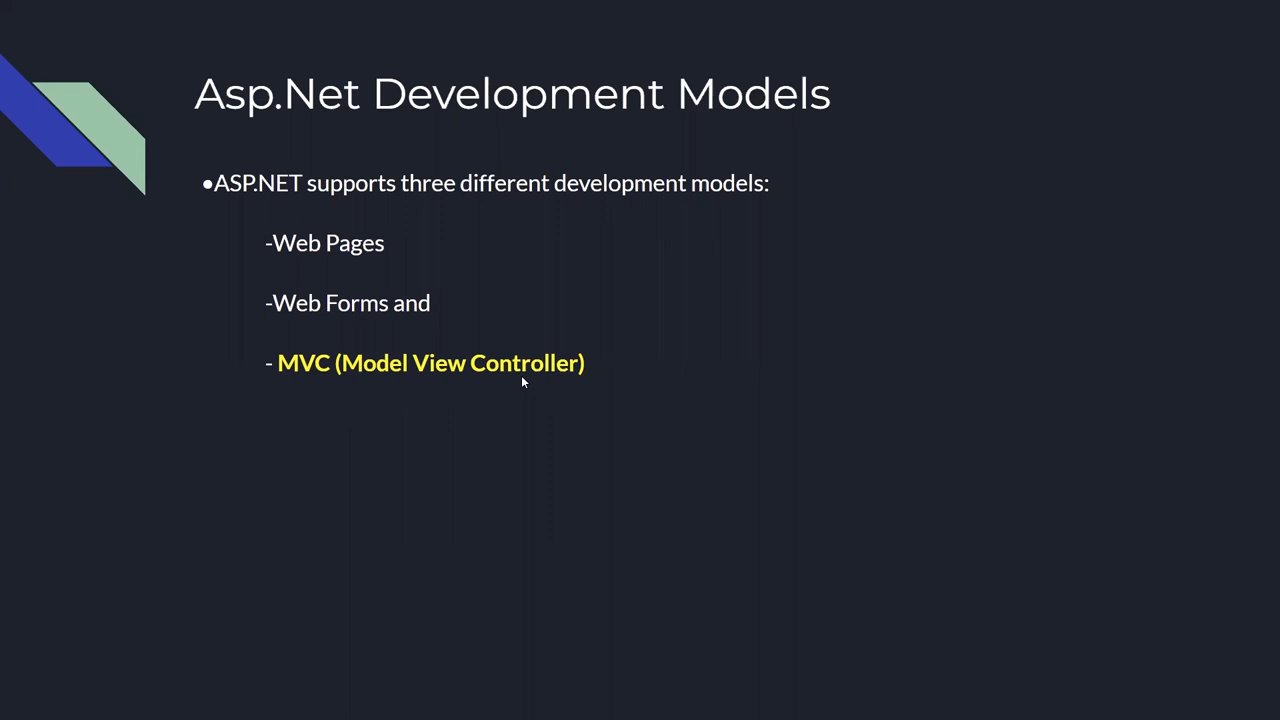 Asp.Net Development Models
●ASP.NET supports three different development models:
-Web Pages
-Web Forms and
- MVC (Model View Controller)